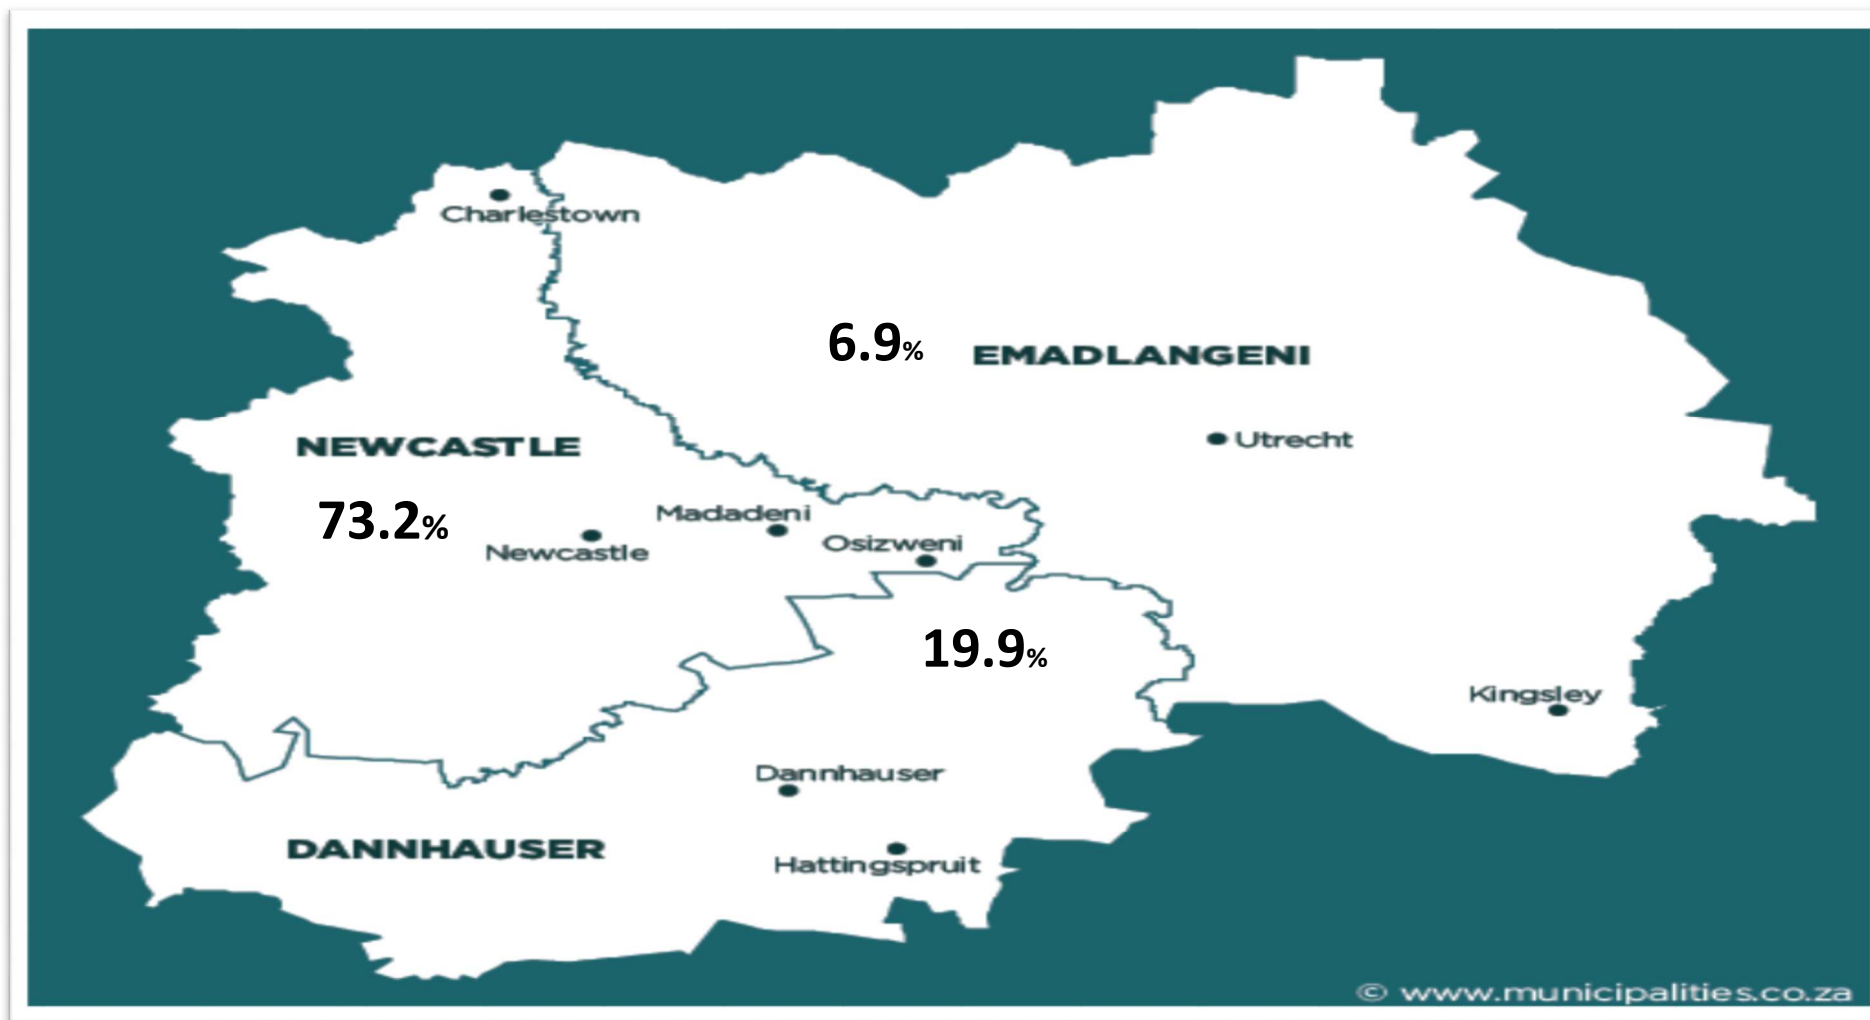 Charlestown
6.9%
EMADLANGENI
Utrecht
NEWCASTLE
73.2%
Newcastle
Madadeni
Osizweni
19.9%
Kingsley
Dannhauser
DANNHAUSER
Hattingspruit
© www.municipalities.co.za